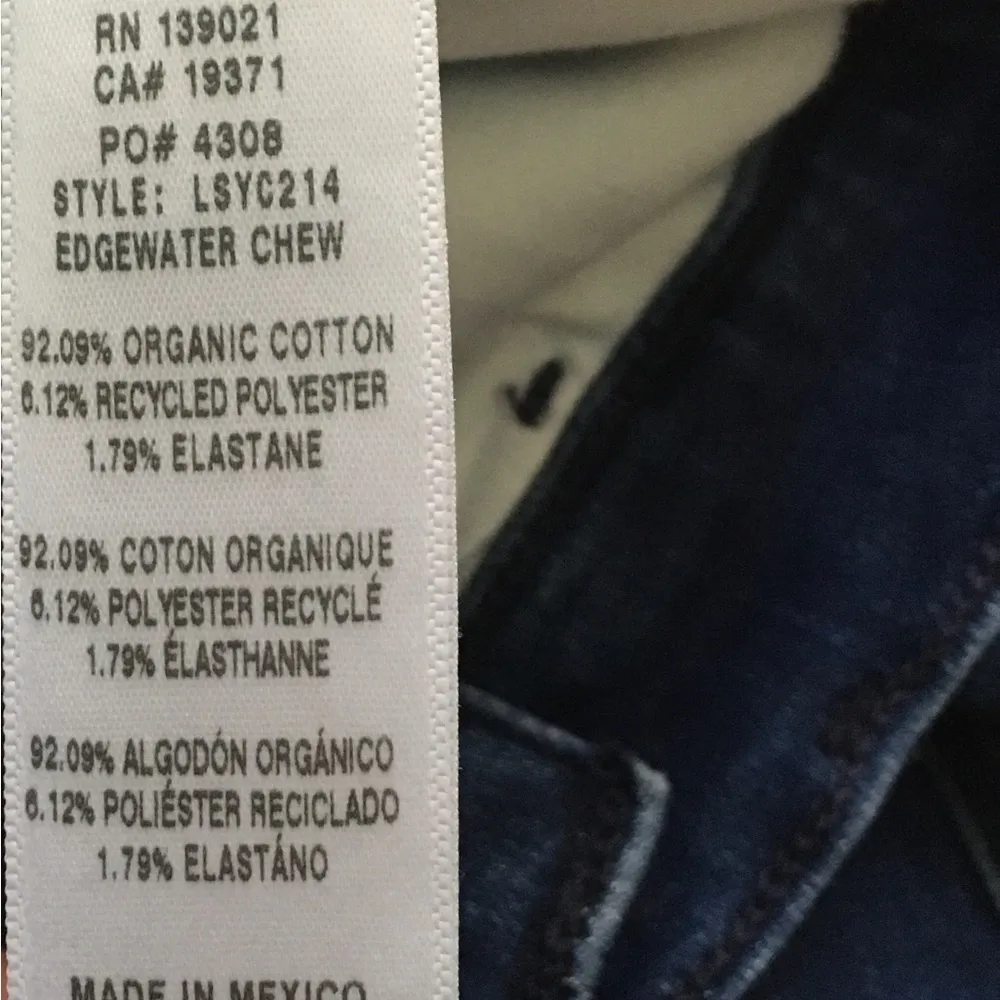 RN 139021
CA# 19371
PO# 4308
STYLE: LSYC214
EDGEWATER CHEW
92.09% ORGANIC COTTON
6.12% RECYCLED POLYESTER
1.79% ELASTANE
92.09% COTON ORGANIQUE
6.12% POLYESTER RECYCLÉ
1.79% ÉLASTHANNE
92.09% ALGODÓN ORGÁNICO
6.12% POLIÉSTER RECICLADO
1.79% ELASTÁNO
MADE IN MEXICO